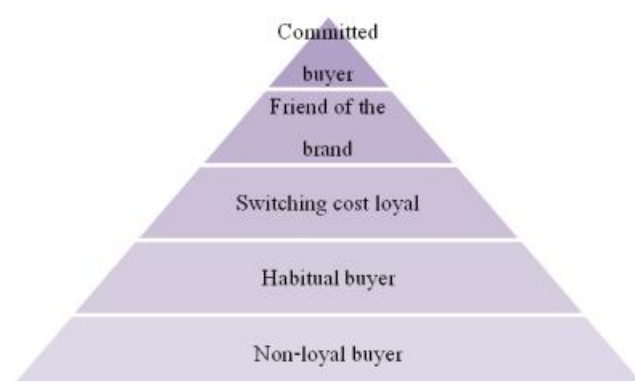 Committed
buyer
Friend of the
brand
Switching cost loyal
Habitual buyer
Non-loyal buyer